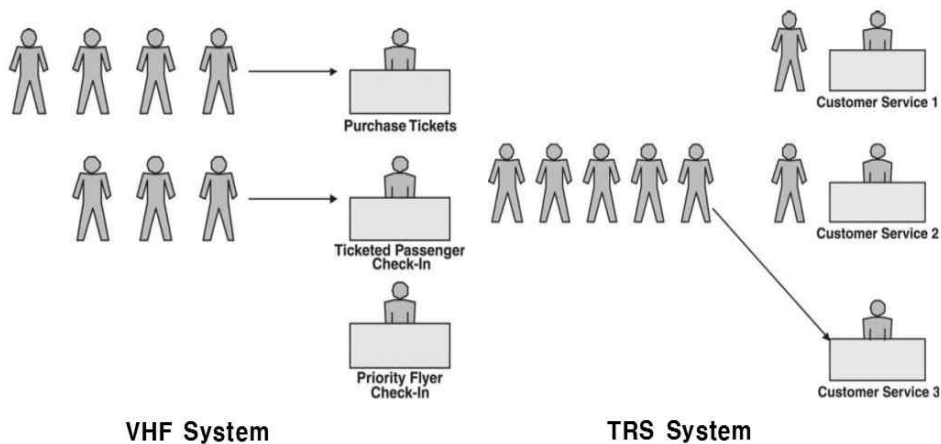 Purchase Tickets
Ticketed Passenger
Check-In
Priority Flyer
Check-In
VHF System
Customer Service 1
Customer Service 2
Customer Service 3
TRS System